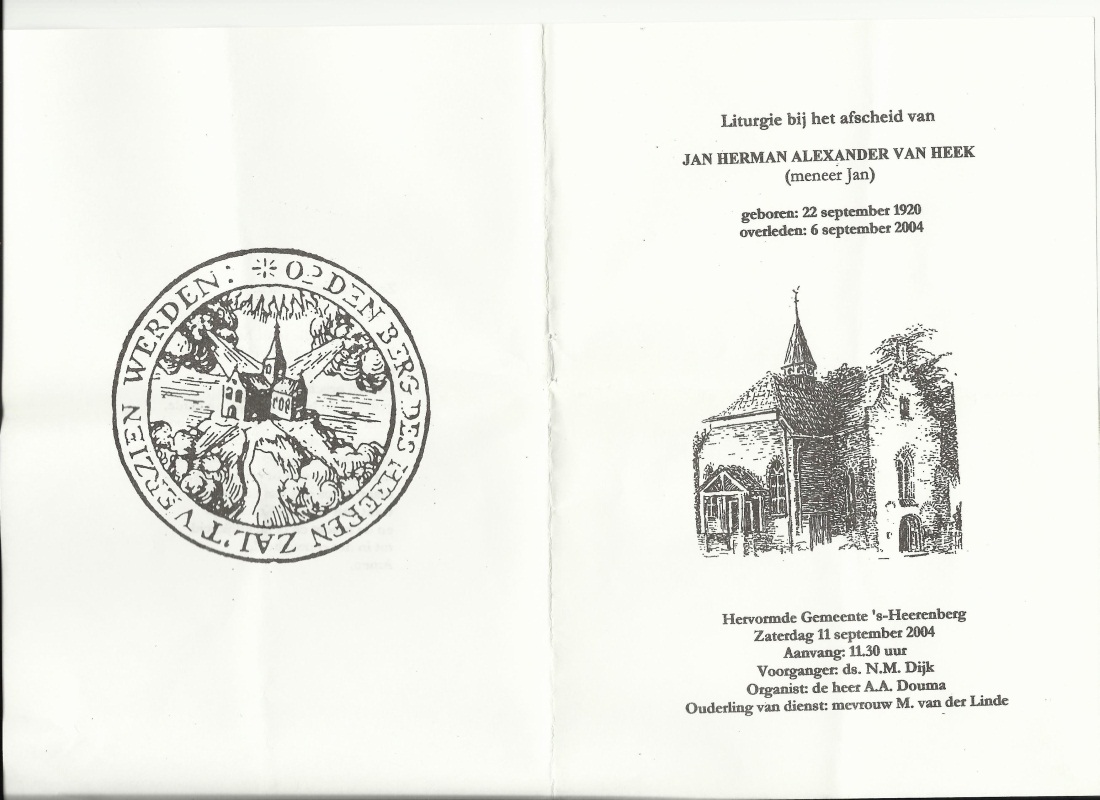 OP DEN BERG DES HEEREN ZAL'T VERZIEN WERDEN:
Liturgie bij het afscheid van
JAN HERMAN ALEXANDER VAN HEEK
(meneer Jan)
geboren: 22 september 1920
overleden: 6 september 2004
Hervormde Gemeente 's-Heerenberg
Zaterdag 11 september 2004
Aanvang: 11.30 uur
Voorganger: ds. N.M. Dijk
Organist: de heer A.A. Douma
Ouderling van dienst: mevrouw M. van der Linde